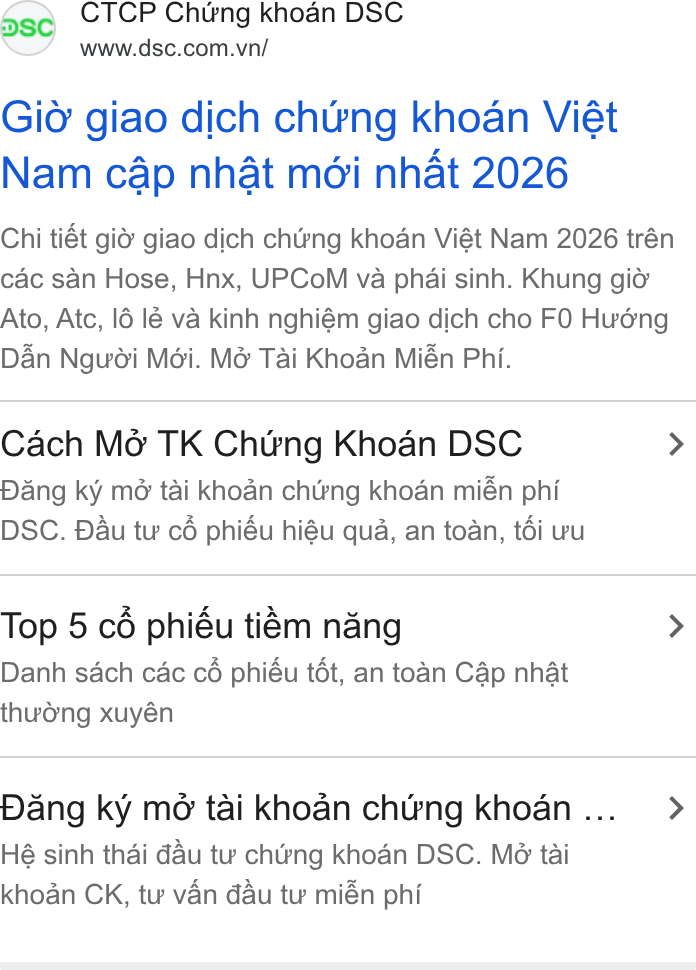 CTCP Chứng khoán DSC
DSC
www.dsc.com.vn/
Giờ giao dịch chứng khoán Việt
Nam cập nhật mới nhất 2026
Chi tiết giờ giao dịch chứng khoán Việt Nam 2026 trên
các sàn Hose, Hnx, UPCoM và phái sinh. Khung giờ
Ato, Atc, lô lẻ và kinh nghiệm giao dịch cho F0 Hướng
Dẫn Người Mới. Mở Tài Khoản Miễn Phí.
Cách Mở TK Chứng Khoán DSC
Đăng ký mở tài khoản chứng khoán miễn phí
DSC. Đầu tư cổ phiếu hiệu quả, an toàn, tối ưu
Top 5 cổ phiếu tiềm năng
Danh sách các cổ phiếu tốt, an toàn Cập nhật
thường xuyên
Đăng ký mở tài khoản chứng khoán ...
Hệ sinh thái đầu tư chứng khoán DSC. Mở tài
khoản CK, tư vấn đầu tư miễn phí